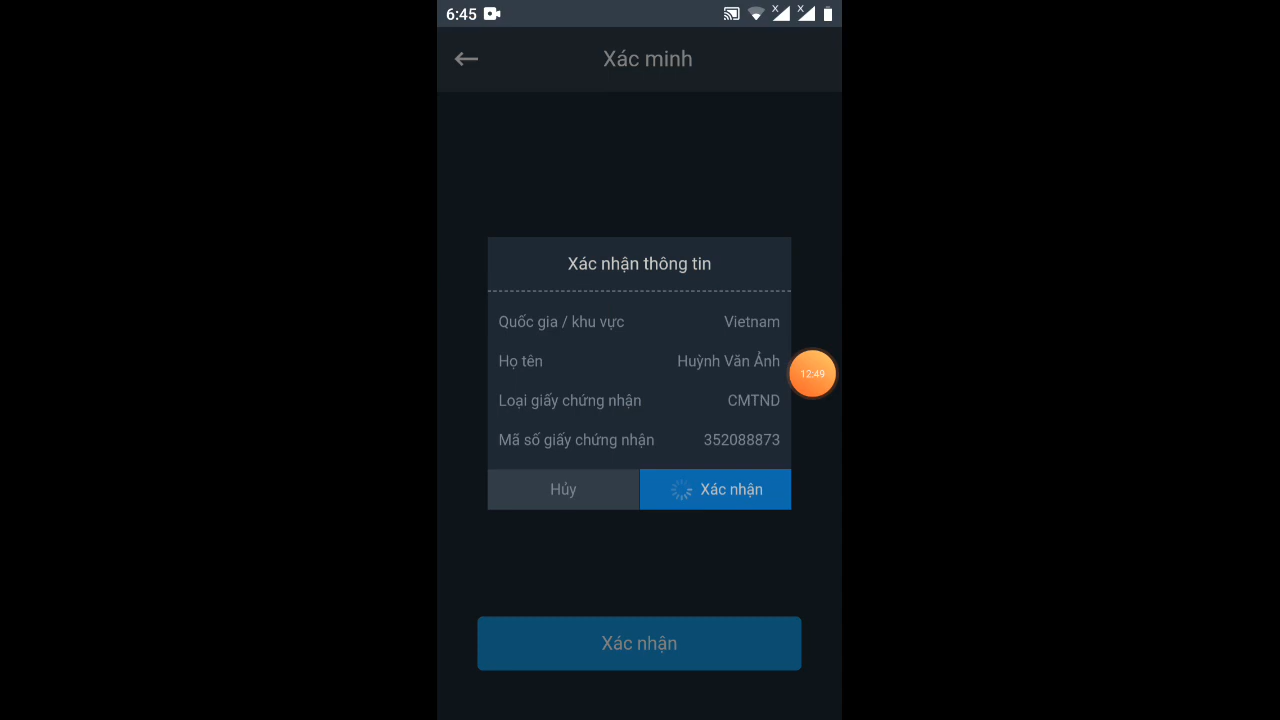 6:45
Xác minh
Xác nhận thông tin
Quốc gia / khu vực Vietnam
Họ tên Huỳnh Văn Ảnh
12:49
Loại giấy chứng nhận CMTND
Mã số giấy chứng nhận 352088873
Hủy Xác nhận
Xác nhận